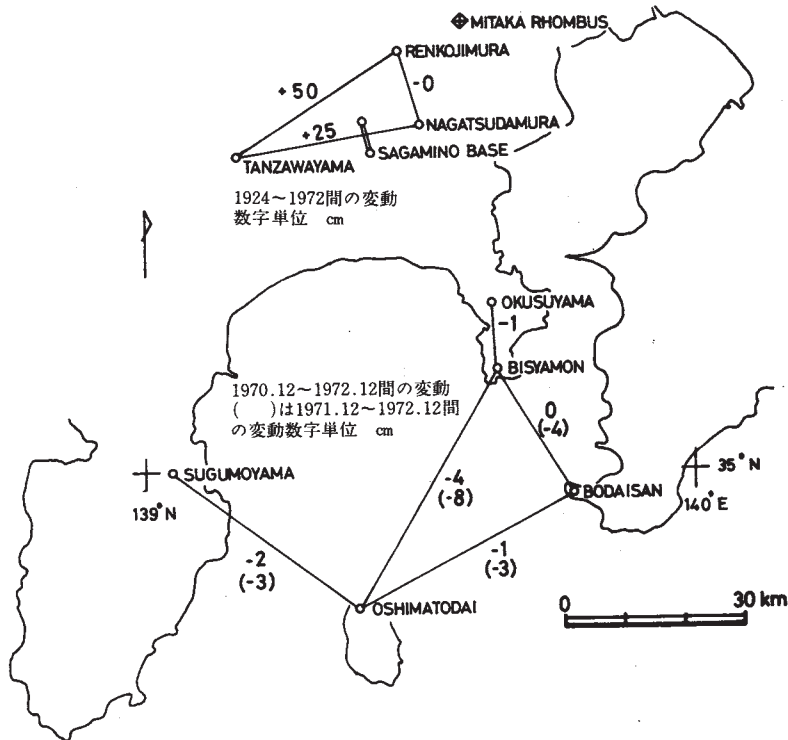 MITAKA RHOMBUS
RENKOJIMURA
+50
-0
+25
NAGATSUDAMURA
SAGAMINO BASE
TANZAWAYAMA
1924～1972間の変動
数字単位 cm
OKUSUYAMA
-1
BISYAMON
1970.12～1972.12間の変動
(　)は1971.12～1972.12間
の変動数字単位 cm
0
(-4)
35°N
SUGUMOYAMA
-4
(-8)
BODAISAN
140°E
139°N
-1
(-3)
-2
(-3)
OSHIMATODAI
0 30 km